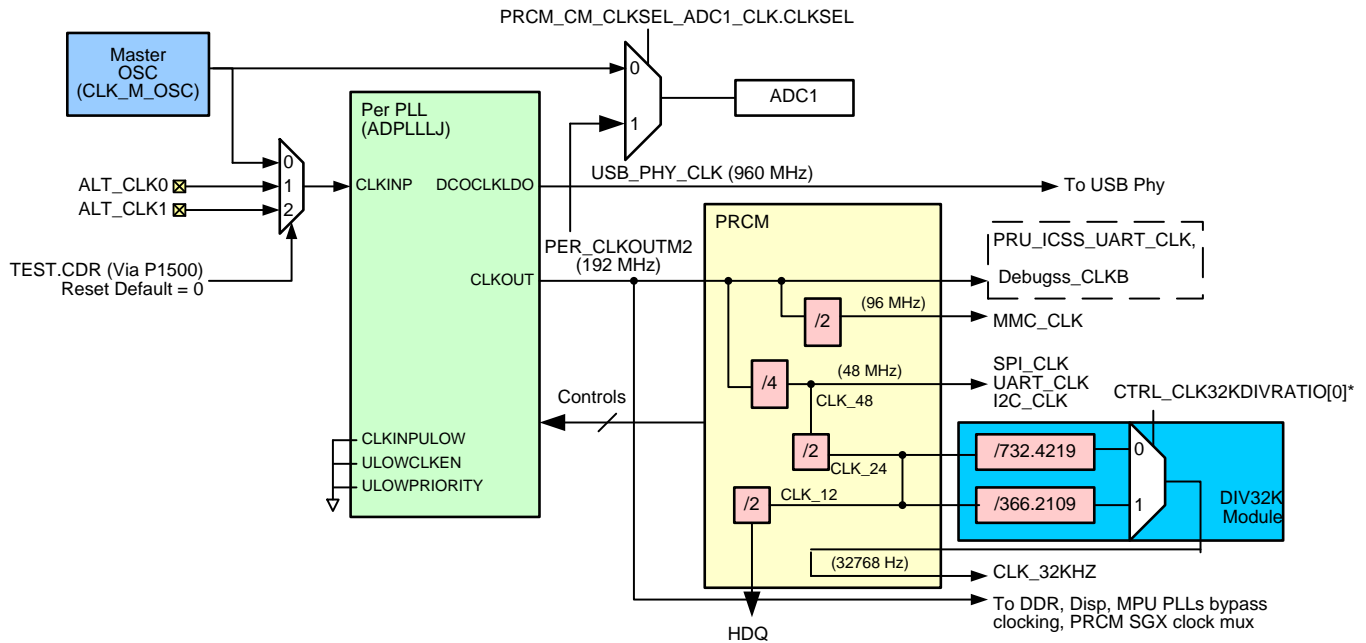 PRCM_CM_CLKSEL_ADC1_CLK.CLKSEL
Master
OSC
(CLK_M_OSC)
0
1
ADC1
Per PLL
(ADPLLLJ)
0
1
2
ALT_CLK0
ALT_CLK1
CLKINP
DCOCLKLDO
USB_PHY_CLK (960 MHz)
To USB Phy
TEST.CDR (Via P1500)
Reset Default = 0
PER_CLKOUTM2
(192 MHz)
CLKOUT
PRCM
PRU_ICSS_UART_CLK,
Debugss_CLKB
/2
(96 MHz)
MMC_CLK
/4
(48 MHz)
CLK_48
SPI_CLK
UART_CLK
I2C_CLK
CTRL_CLK32KDIVRATIO[0]*
Controls
CLKINPULOW
ULOWCLKEN
ULOWPRIORITY
/2
CLK_24
/732.4219
0
/2
CLK_12
/366.2109
1
DIV32K
Module
(32768 Hz)
CLK_32KHZ
To DDR, Disp, MPU PLLs bypass
clocking, PRCM SGX clock mux
HDQ